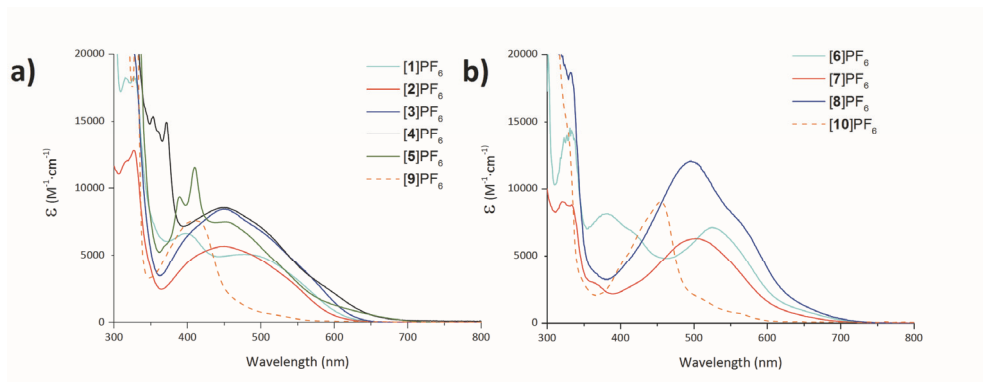 a)
ε (M⁻¹·cm⁻¹)
20000
15000
10000
5000
0
300 400 500 600 700 800
Wavelength (nm)
[1]PF₆
[2]PF₆
[3]PF₆
[4]PF₆
[5]PF₆
[9]PF₆
b)
ε (M⁻¹·cm⁻¹)
20000
15000
10000
5000
0
300 400 500 600 700 800
Wavelength (nm)
[6]PF₆
[7]PF₆
[8]PF₆
[10]PF₆